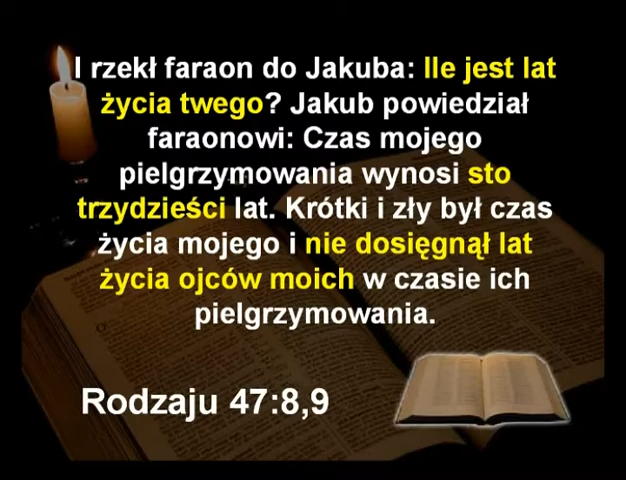 I rzekł faraon do Jakuba: Ile jest lat
życia twego? Jakub powiedział
faraonowi: Czas mojego
pielgrzymowania wynosi sto
trzydzieści lat. Krótki i zły był czas
życia mojego i nie dosięgnął lat
życia ojców moich w czasie ich
pielgrzymowania.
Rodzaju 47:8,9